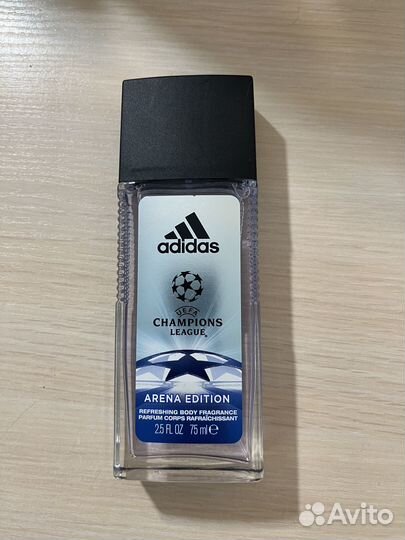 adidas
UEFA
CHAMPIONS
LEAGUE®
ARENA EDITION
REFRESHING BODY FRAGRANCE
PARFUM CORPS RAFRAÎCHISSANT
2.5 FL OZ 75 ml ℮
Avito